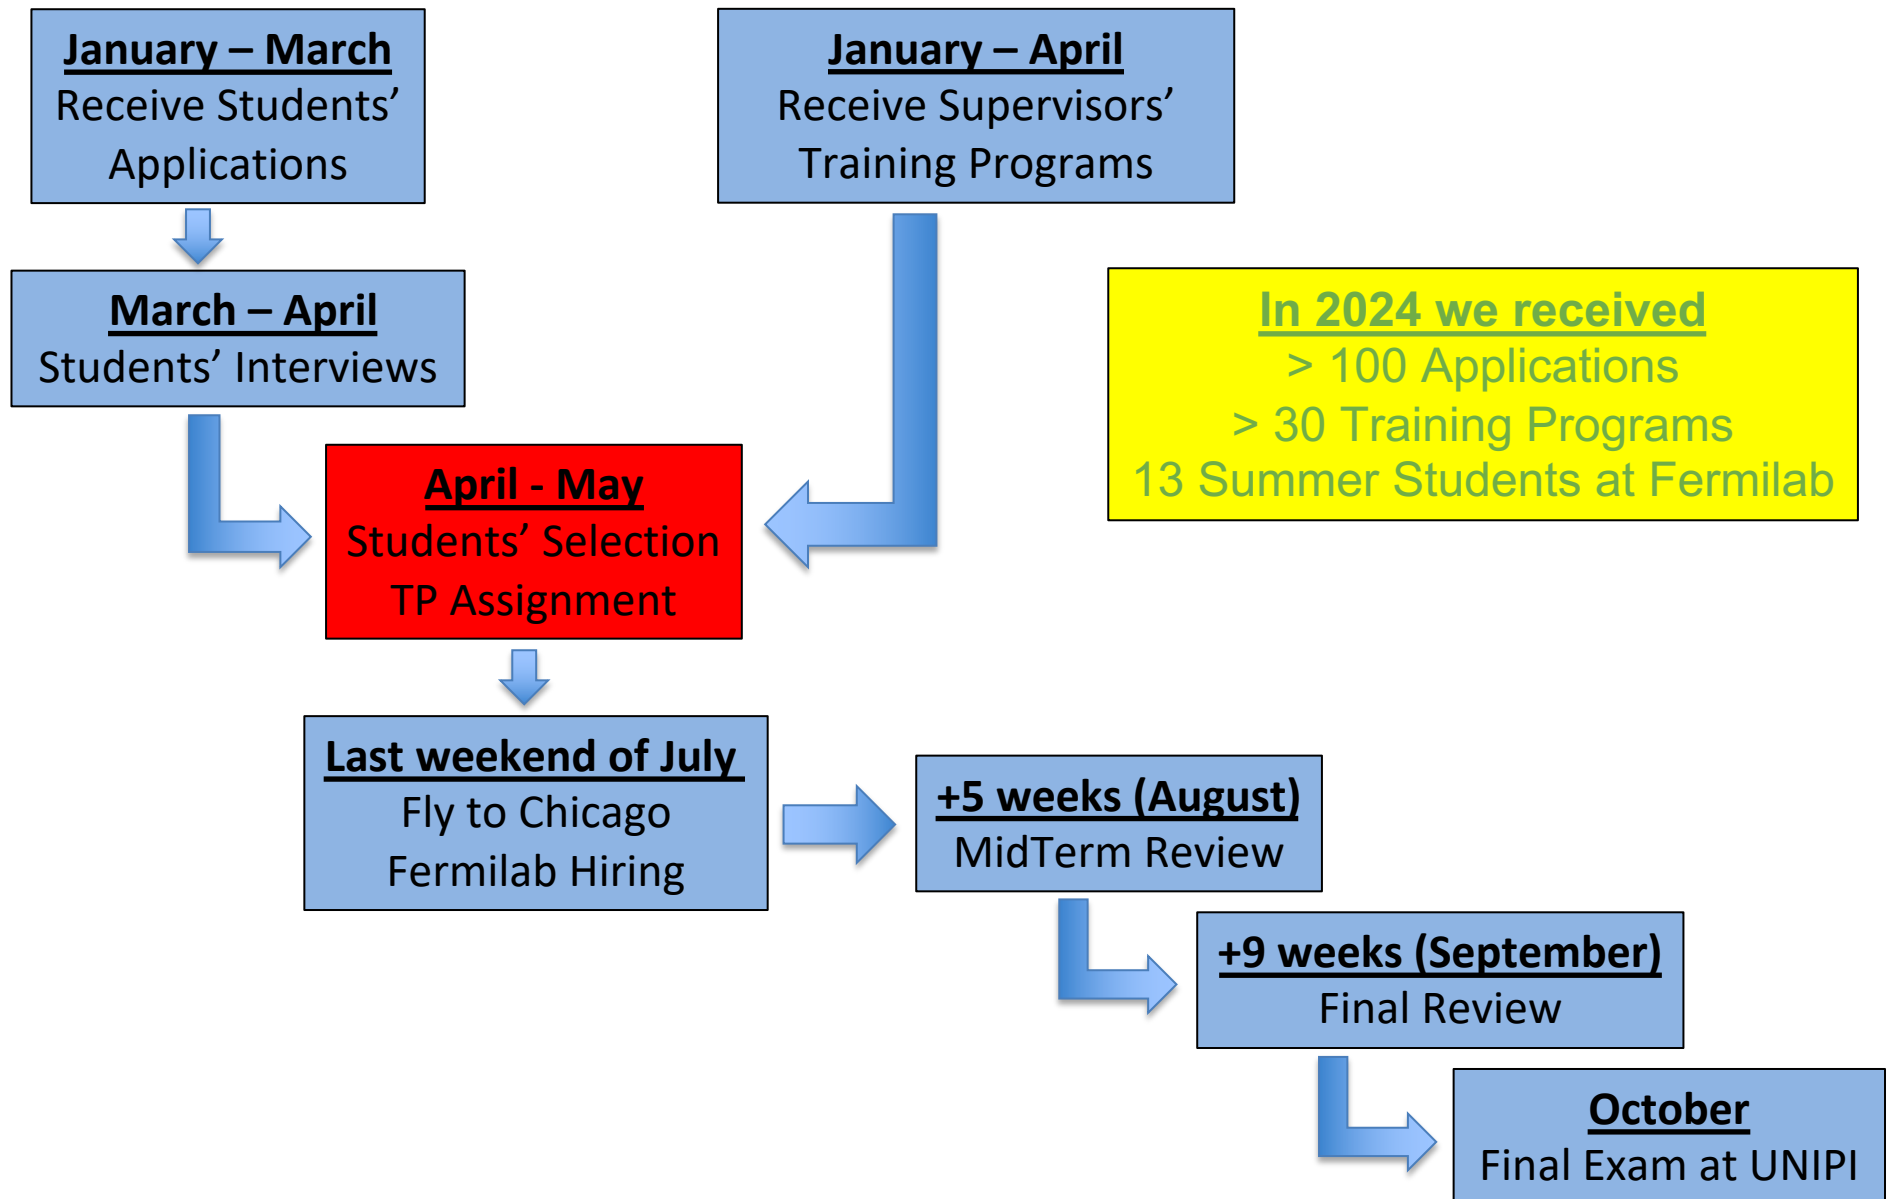 January – March
Receive Students’
Applications
January – April
Receive Supervisors’
Training Programs
March – April
Students’ Interviews
In 2024 we received
> 100 Applications
> 30 Training Programs
13 Summer Students at Fermilab
April - May
Students’ Selection
TP Assignment
Last weekend of July
Fly to Chicago
Fermilab Hiring
+5 weeks (August)
MidTerm Review
+9 weeks (September)
Final Review
October
Final Exam at UNIPI